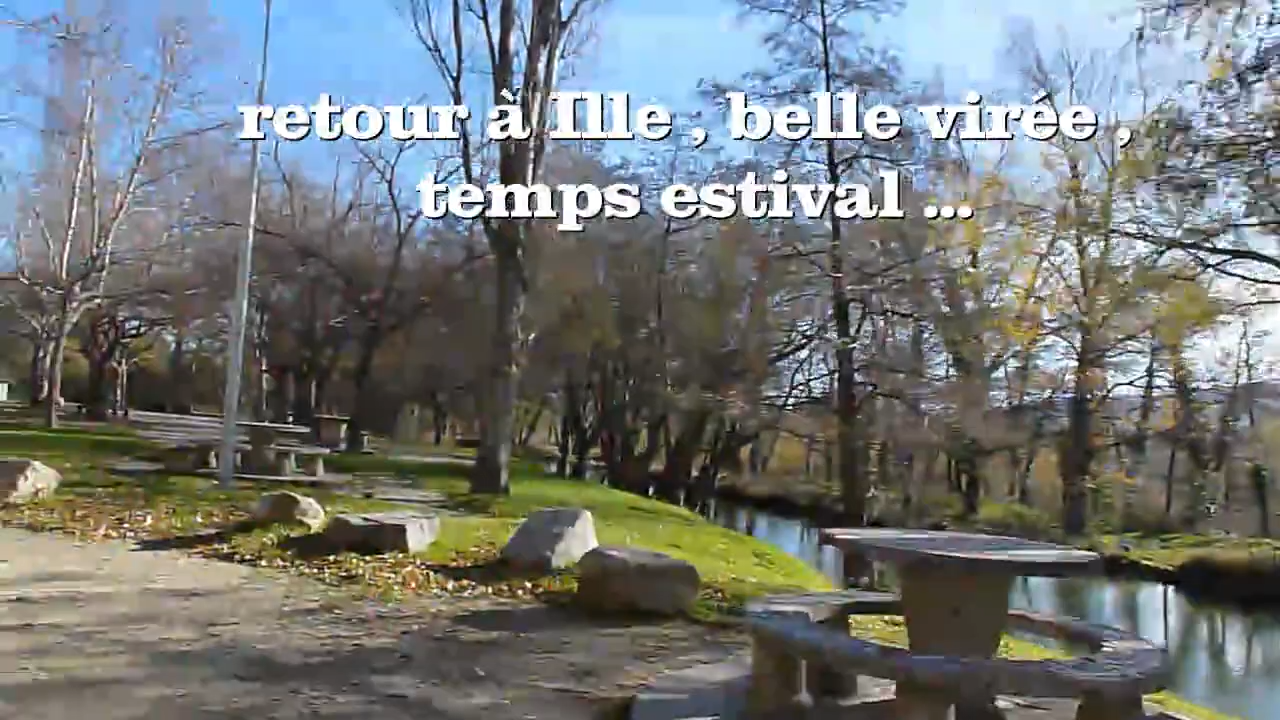 retour à Ille , belle virée ,
temps estival ...